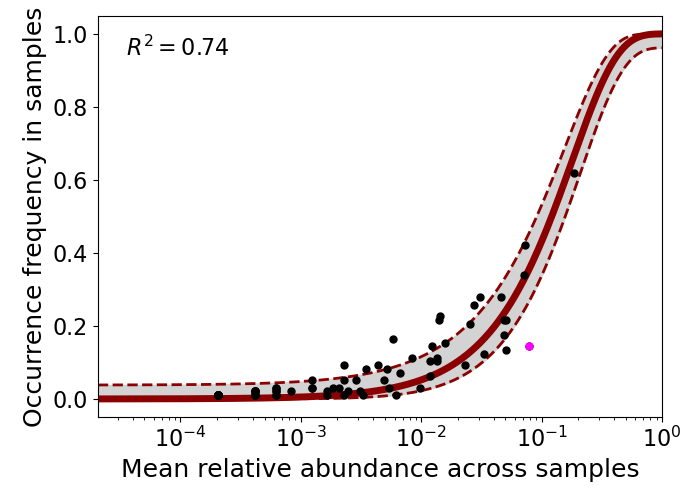 R² = 0.74
Occurrence frequency in samples
1.0
0.8
0.6
0.4
0.2
0.0
10⁻⁴ 10⁻³ 10⁻² 10⁻¹ 10⁰
Mean relative abundance across samples